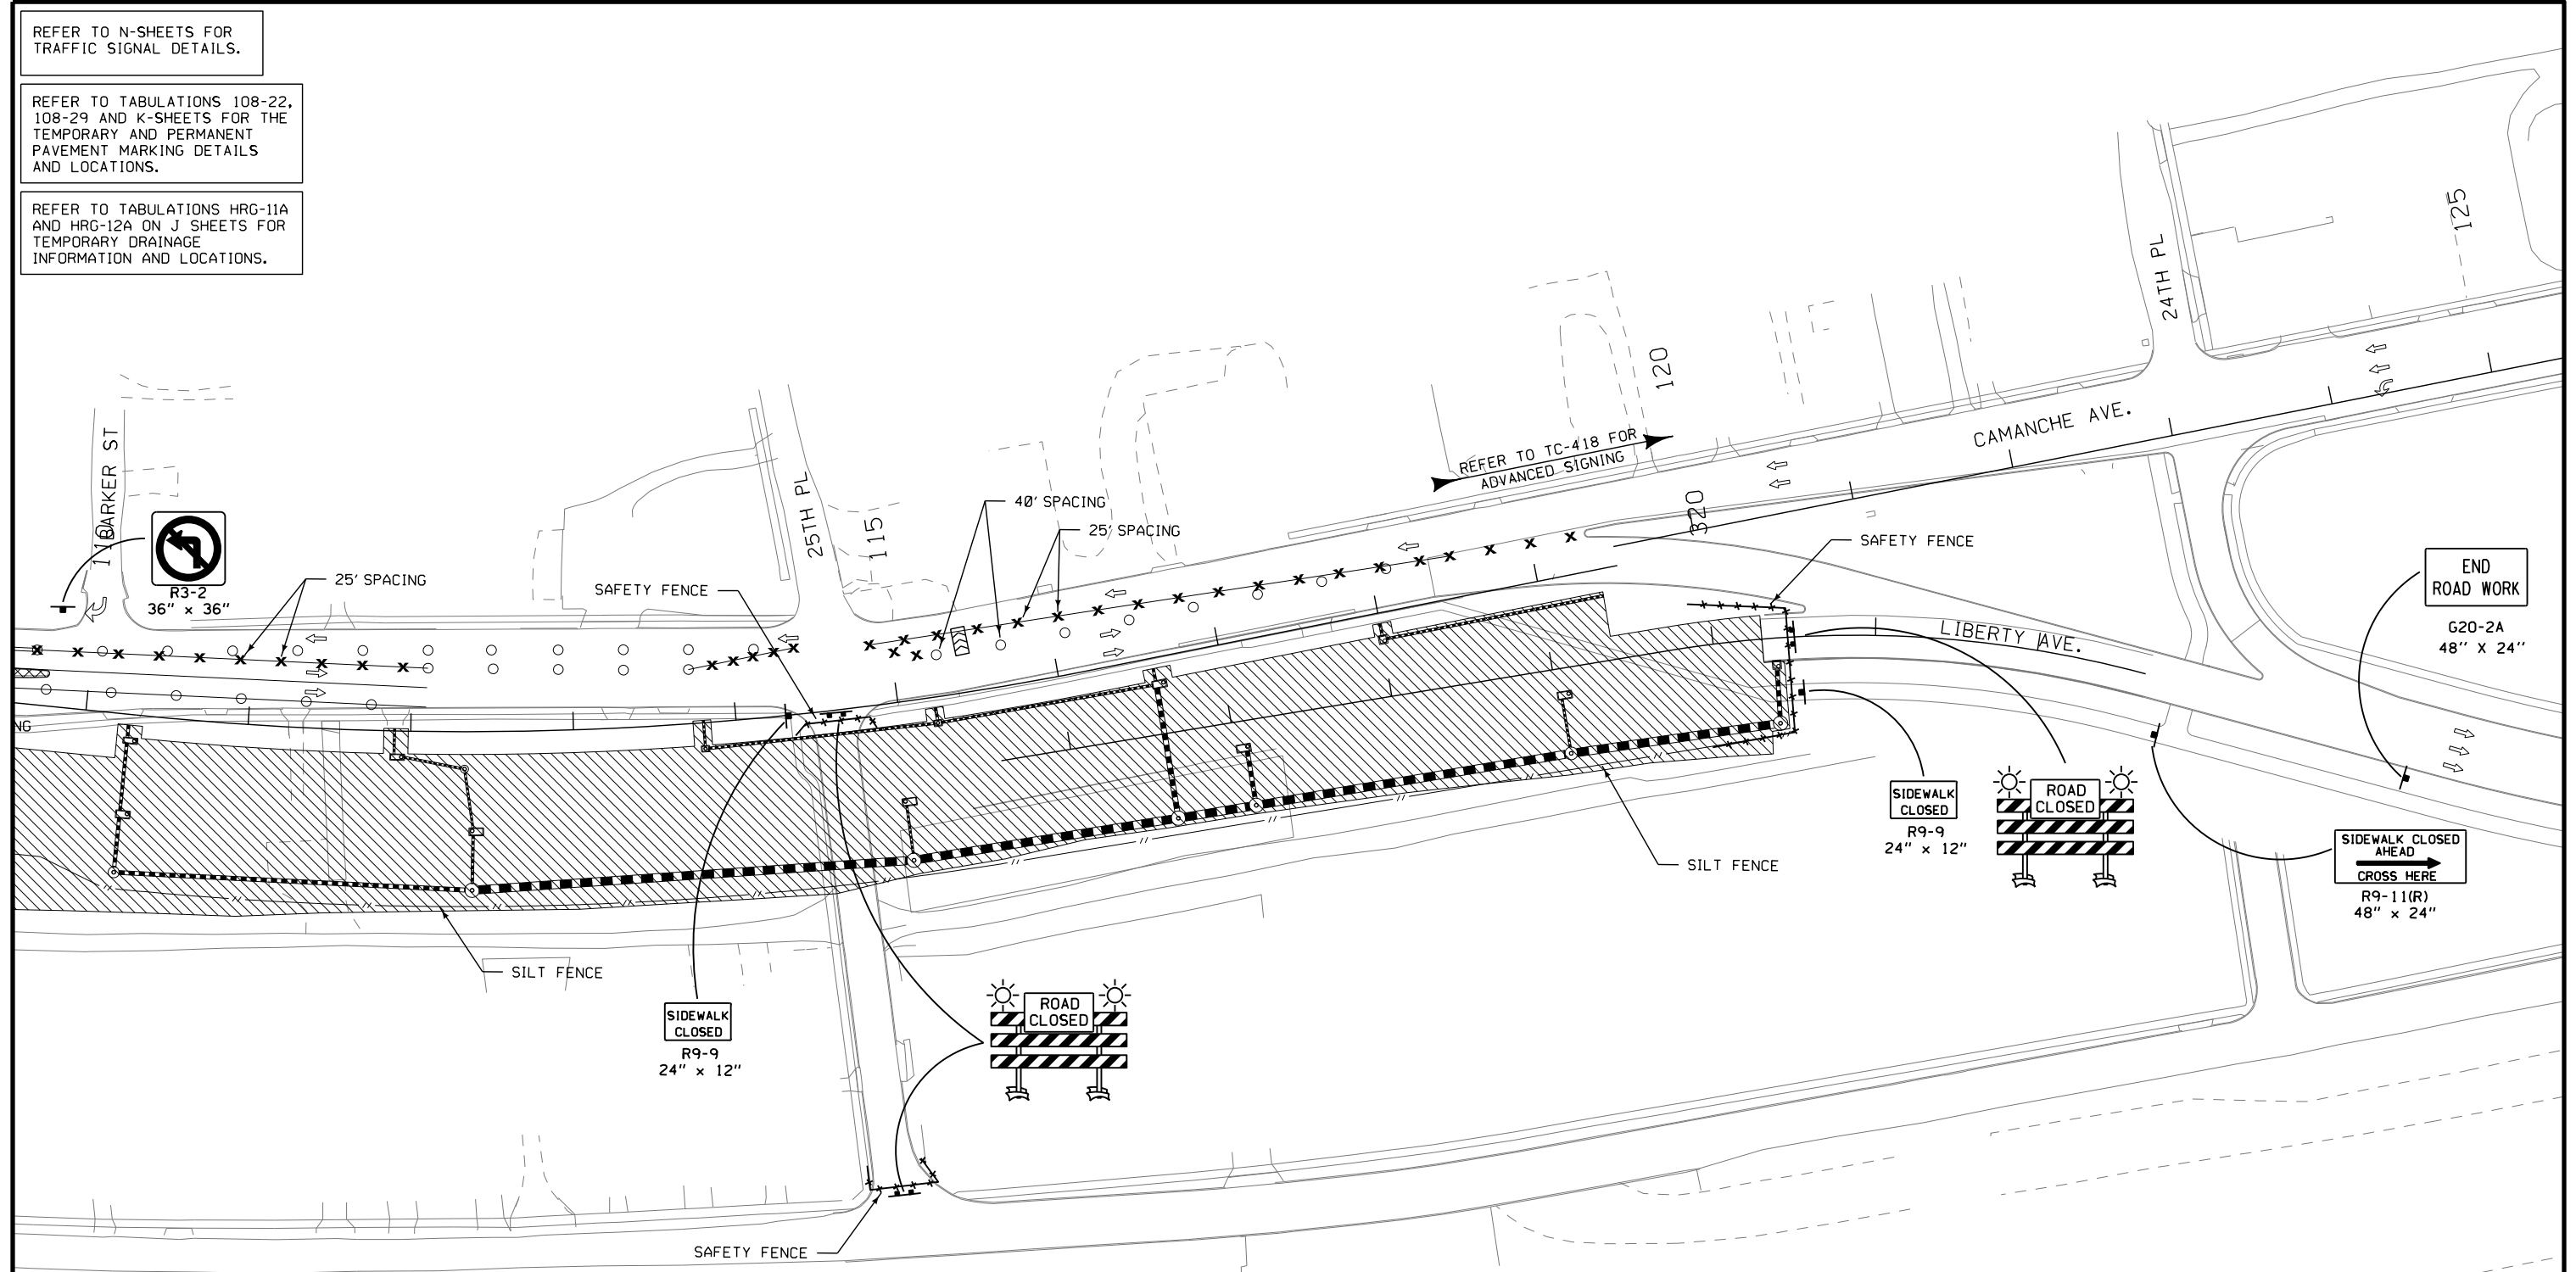 REFER TO N-SHEETS FOR
TRAFFIC SIGNAL DETAILS.
REFER TO TABULATIONS 108-22,
108-29 AND K-SHEETS FOR THE
TEMPORARY AND PERMANENT
PAVEMENT MARKING DETAILS
AND LOCATIONS.
REFER TO TABULATIONS HRG-11A
AND HRG-12A ON J SHEETS FOR
TEMPORARY DRAINAGE
INFORMATION AND LOCATIONS.
BARKER ST
110
R3-2
36" x 36"
25' SPACING
NG
25TH PL
115
SAFETY FENCE
40' SPACING
25' SPACING
REFER TO TC-418 FOR
ADVANCED SIGNING
120
320
CAMANCHE AVE.
24TH PL
125
SAFETY FENCE
LIBERTY AVE.
END
ROAD WORK
G20-2A
48" X 24"
SIDEWALK
CLOSED
R9-9
24" x 12"
ROAD
CLOSED
SIDEWALK CLOSED
AHEAD
CROSS HERE
R9-11(R)
48" x 24"
SILT FENCE
SILT FENCE
SIDEWALK
CLOSED
R9-9
24" x 12"
ROAD
CLOSED
SAFETY FENCE